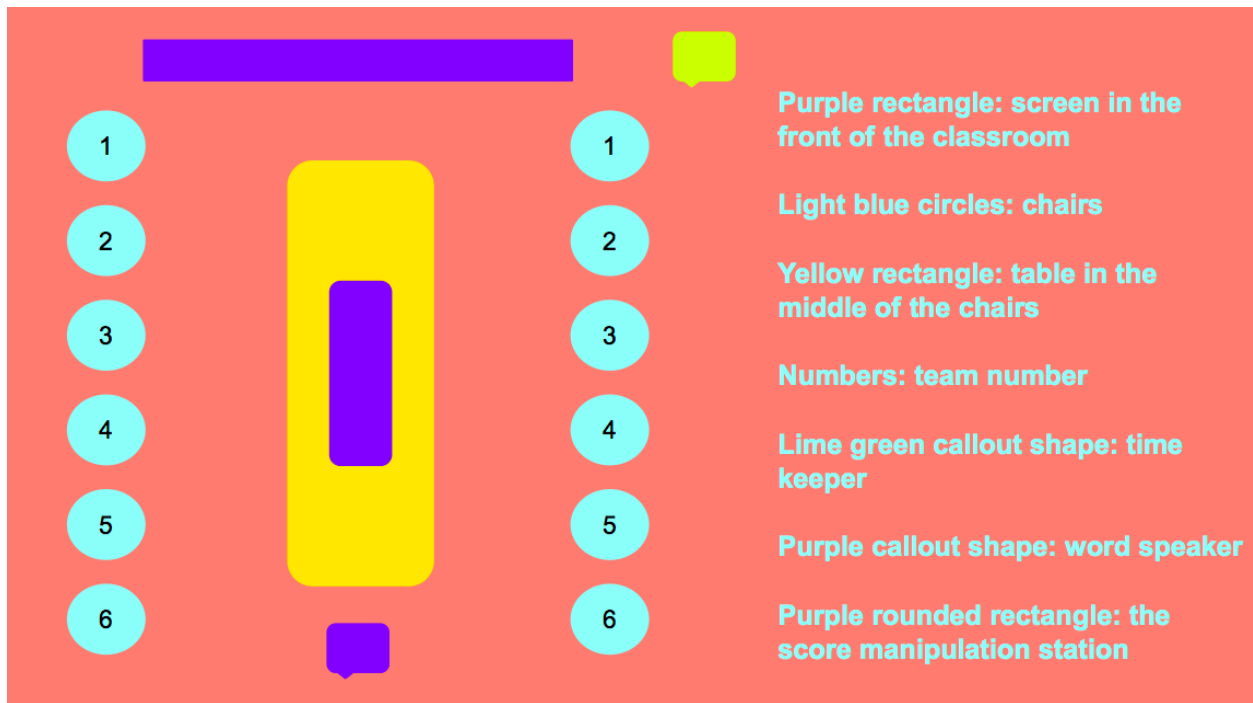 1
2
3
4
5
6
1
2
3
4
5
6
Purple rectangle: screen in the
front of the classroom
Light blue circles: chairs
Yellow rectangle: table in the
middle of the chairs
Numbers: team number
Lime green callout shape: time
keeper
Purple callout shape: word speaker
Purple rounded rectangle: the
score manipulation station